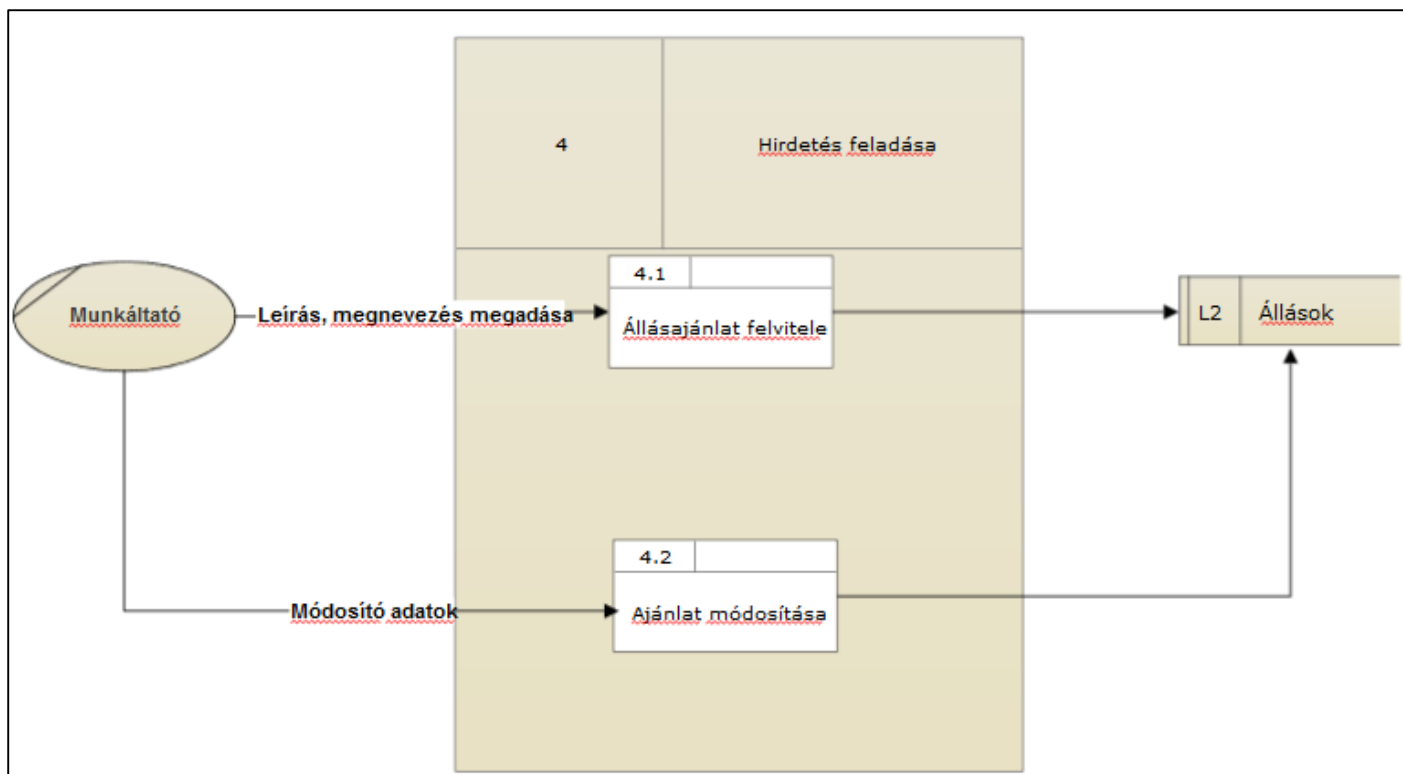 4
Hirdetés feladása
Munkáltató
Leírás, megnevezés megadása
4.1
Állásajánlat felvitele
L2
Állások
Módosító adatok
4.2
Ajánlat módosítása